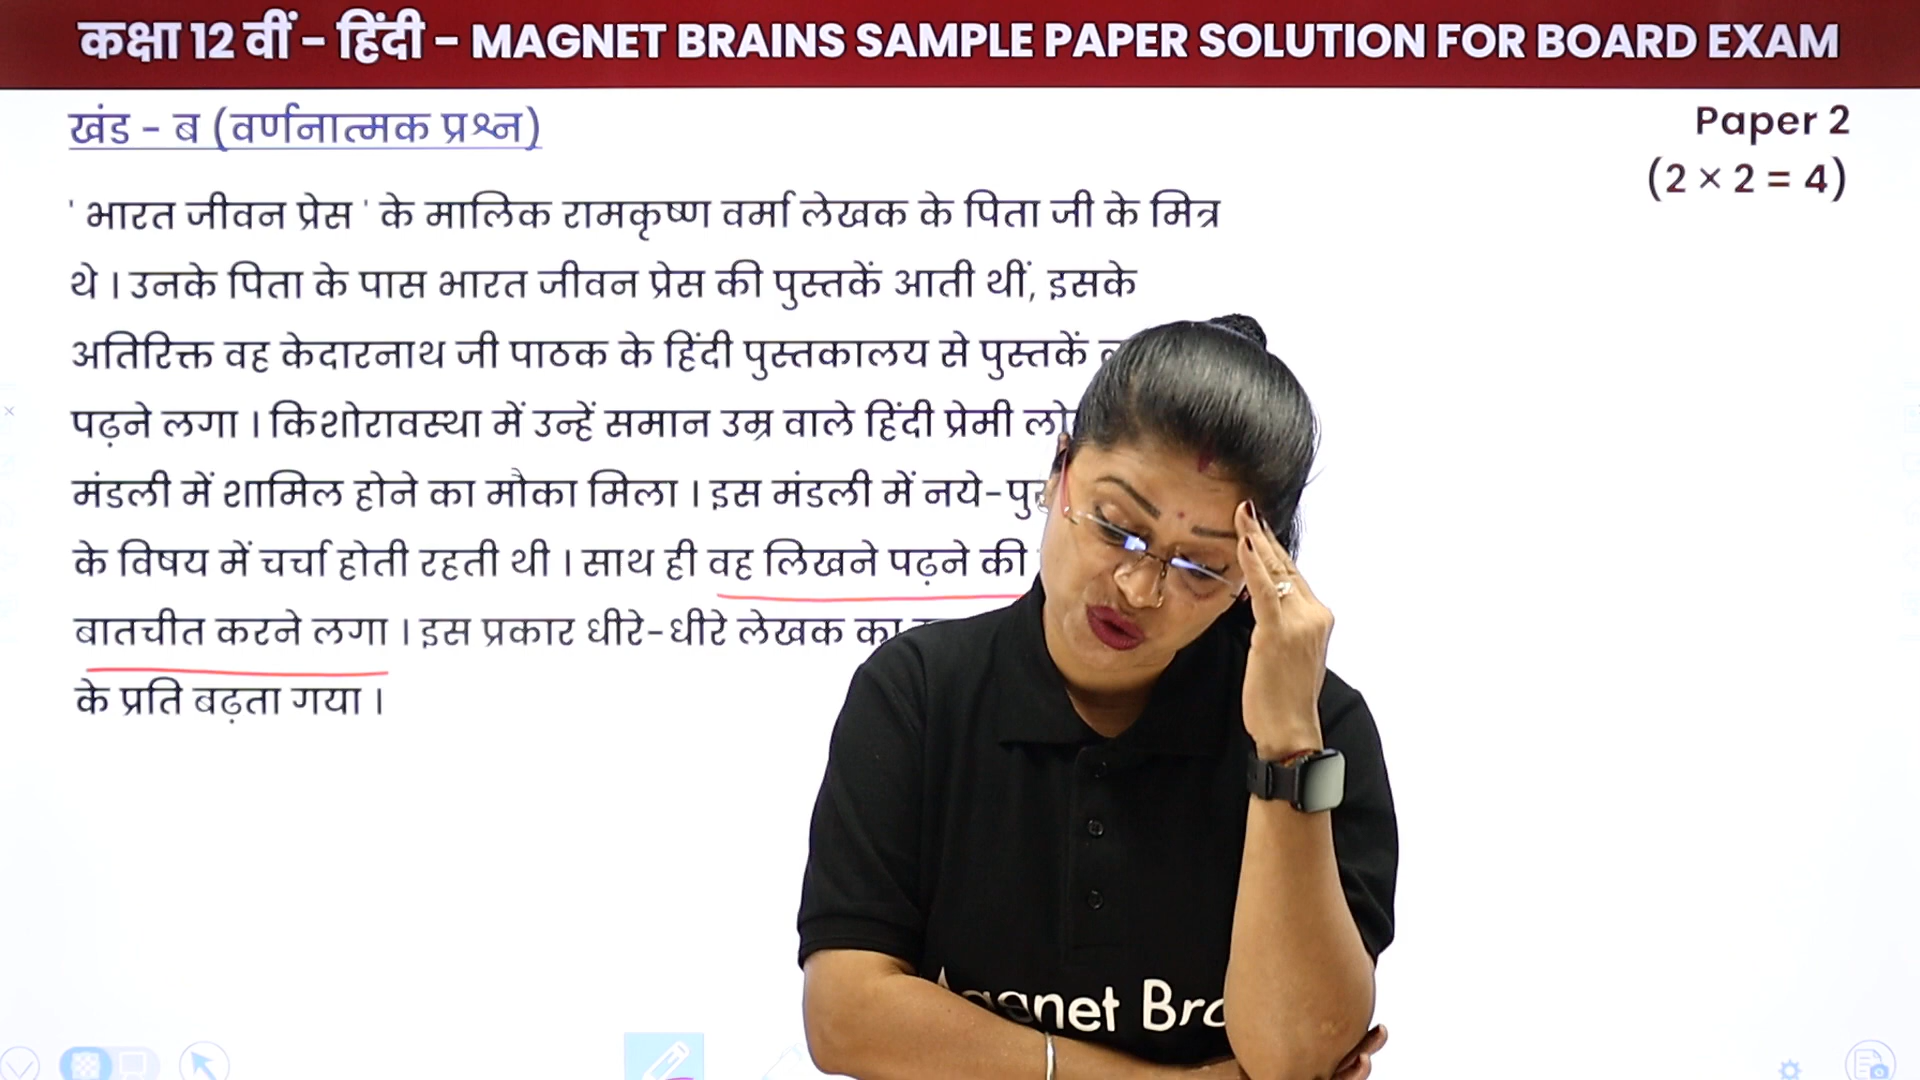 कक्षा 12 वीं – हिंदी – MAGNET BRAINS SAMPLE PAPER SOLUTION FOR BOARD EXAM
खंड - ब (वर्णनात्मक प्रश्न)
Paper 2
(2 × 2 = 4)
' भारत जीवन प्रेस ' के मालिक रामकृष्ण वर्मा लेखक के पिता जी के मित्र
थे । उनके पिता के पास भारत जीवन प्रेस की पुस्तकें आती थीं, इसके
अतिरिक्त वह केदारनाथ जी पाठक के हिंदी पुस्तकालय से पुस्तकें
पढ़ने लगा । किशोरावस्था में उन्हें समान उम्र वाले हिंदी प्रेमी
मंडली में शामिल होने का मौका मिला । इस मंडली में नये-
के विषय में चर्चा होती रहती थी । साथ ही वह लिखने पढ़ने की
बातचीत करने लगा । इस प्रकार धीरे-धीरे लेखक का
के प्रति बढ़ता गया ।